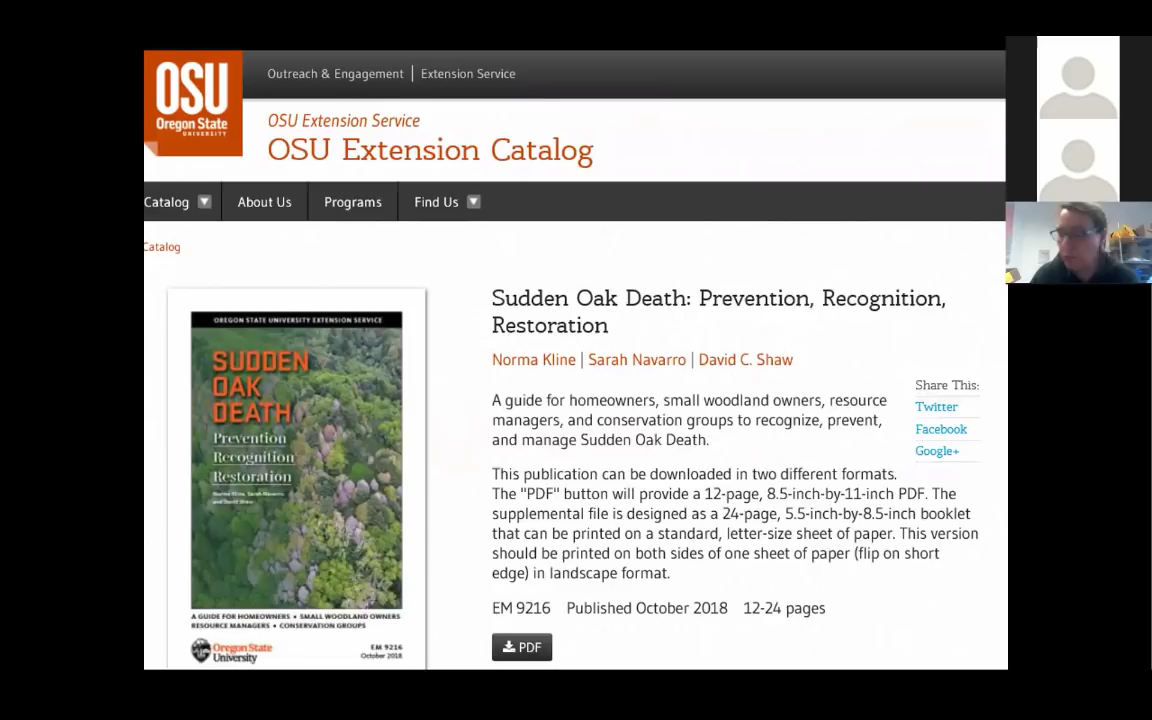 OSU
Oregon State
UNIVERSITY
Outreach & Engagement | Extension Service
OSU Extension Service
OSU Extension Catalog
Catalog
About Us
Programs
Find Us
Catalog
OREGON STATE UNIVERSITY EXTENSION SERVICE
SUDDEN
OAK
DEATH
Prevention
Recognition
Restoration
Norma Kline, Sarah Navarro,
and David Shaw
A GUIDE FOR HOMEOWNERS • SMALL WOODLAND OWNERS
RESOURCE MANAGERS • CONSERVATION GROUPS
Oregon State
University
EM 9216
October 2018
Sudden Oak Death: Prevention, Recognition,
Restoration
Norma Kline | Sarah Navarro | David C. Shaw
A guide for homeowners, small woodland owners, resource
managers, and conservation groups to recognize, prevent,
and manage Sudden Oak Death.
Share This:
Twitter
Facebook
Google+
This publication can be downloaded in two different formats.
The "PDF" button will provide a 12-page, 8.5-inch-by-11-inch PDF. The
supplemental file is designed as a 24-page, 5.5-inch-by-8.5-inch booklet
that can be printed on a standard, letter-size sheet of paper. This version
should be printed on both sides of one sheet of paper (flip on short
edge) in landscape format.
EM 9216 Published October 2018 12-24 pages
PDF